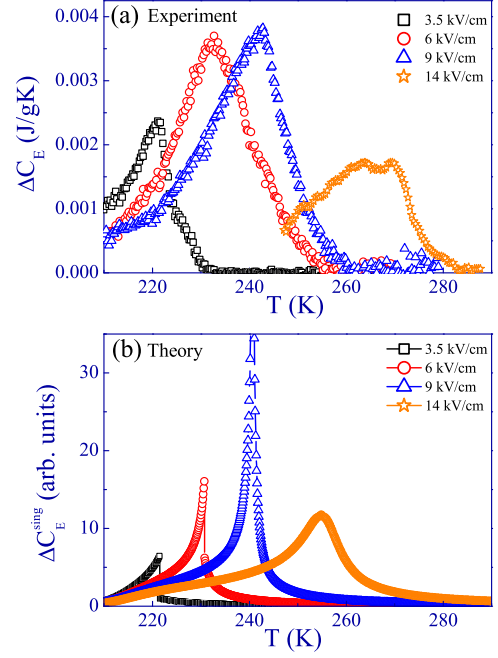 (a) Experiment
3.5 kV/cm
6 kV/cm
9 kV/cm
14 kV/cm
0.004
0.003
0.002
0.001
0.000
ΔC_E (J/gK)
220 240 260 280
T (K)
(b) Theory
3.5 kV/cm
6 kV/cm
9 kV/cm
14 kV/cm
30
20
10
0
ΔC_E^sing (arb. units)
220 240 260 280
T (K)